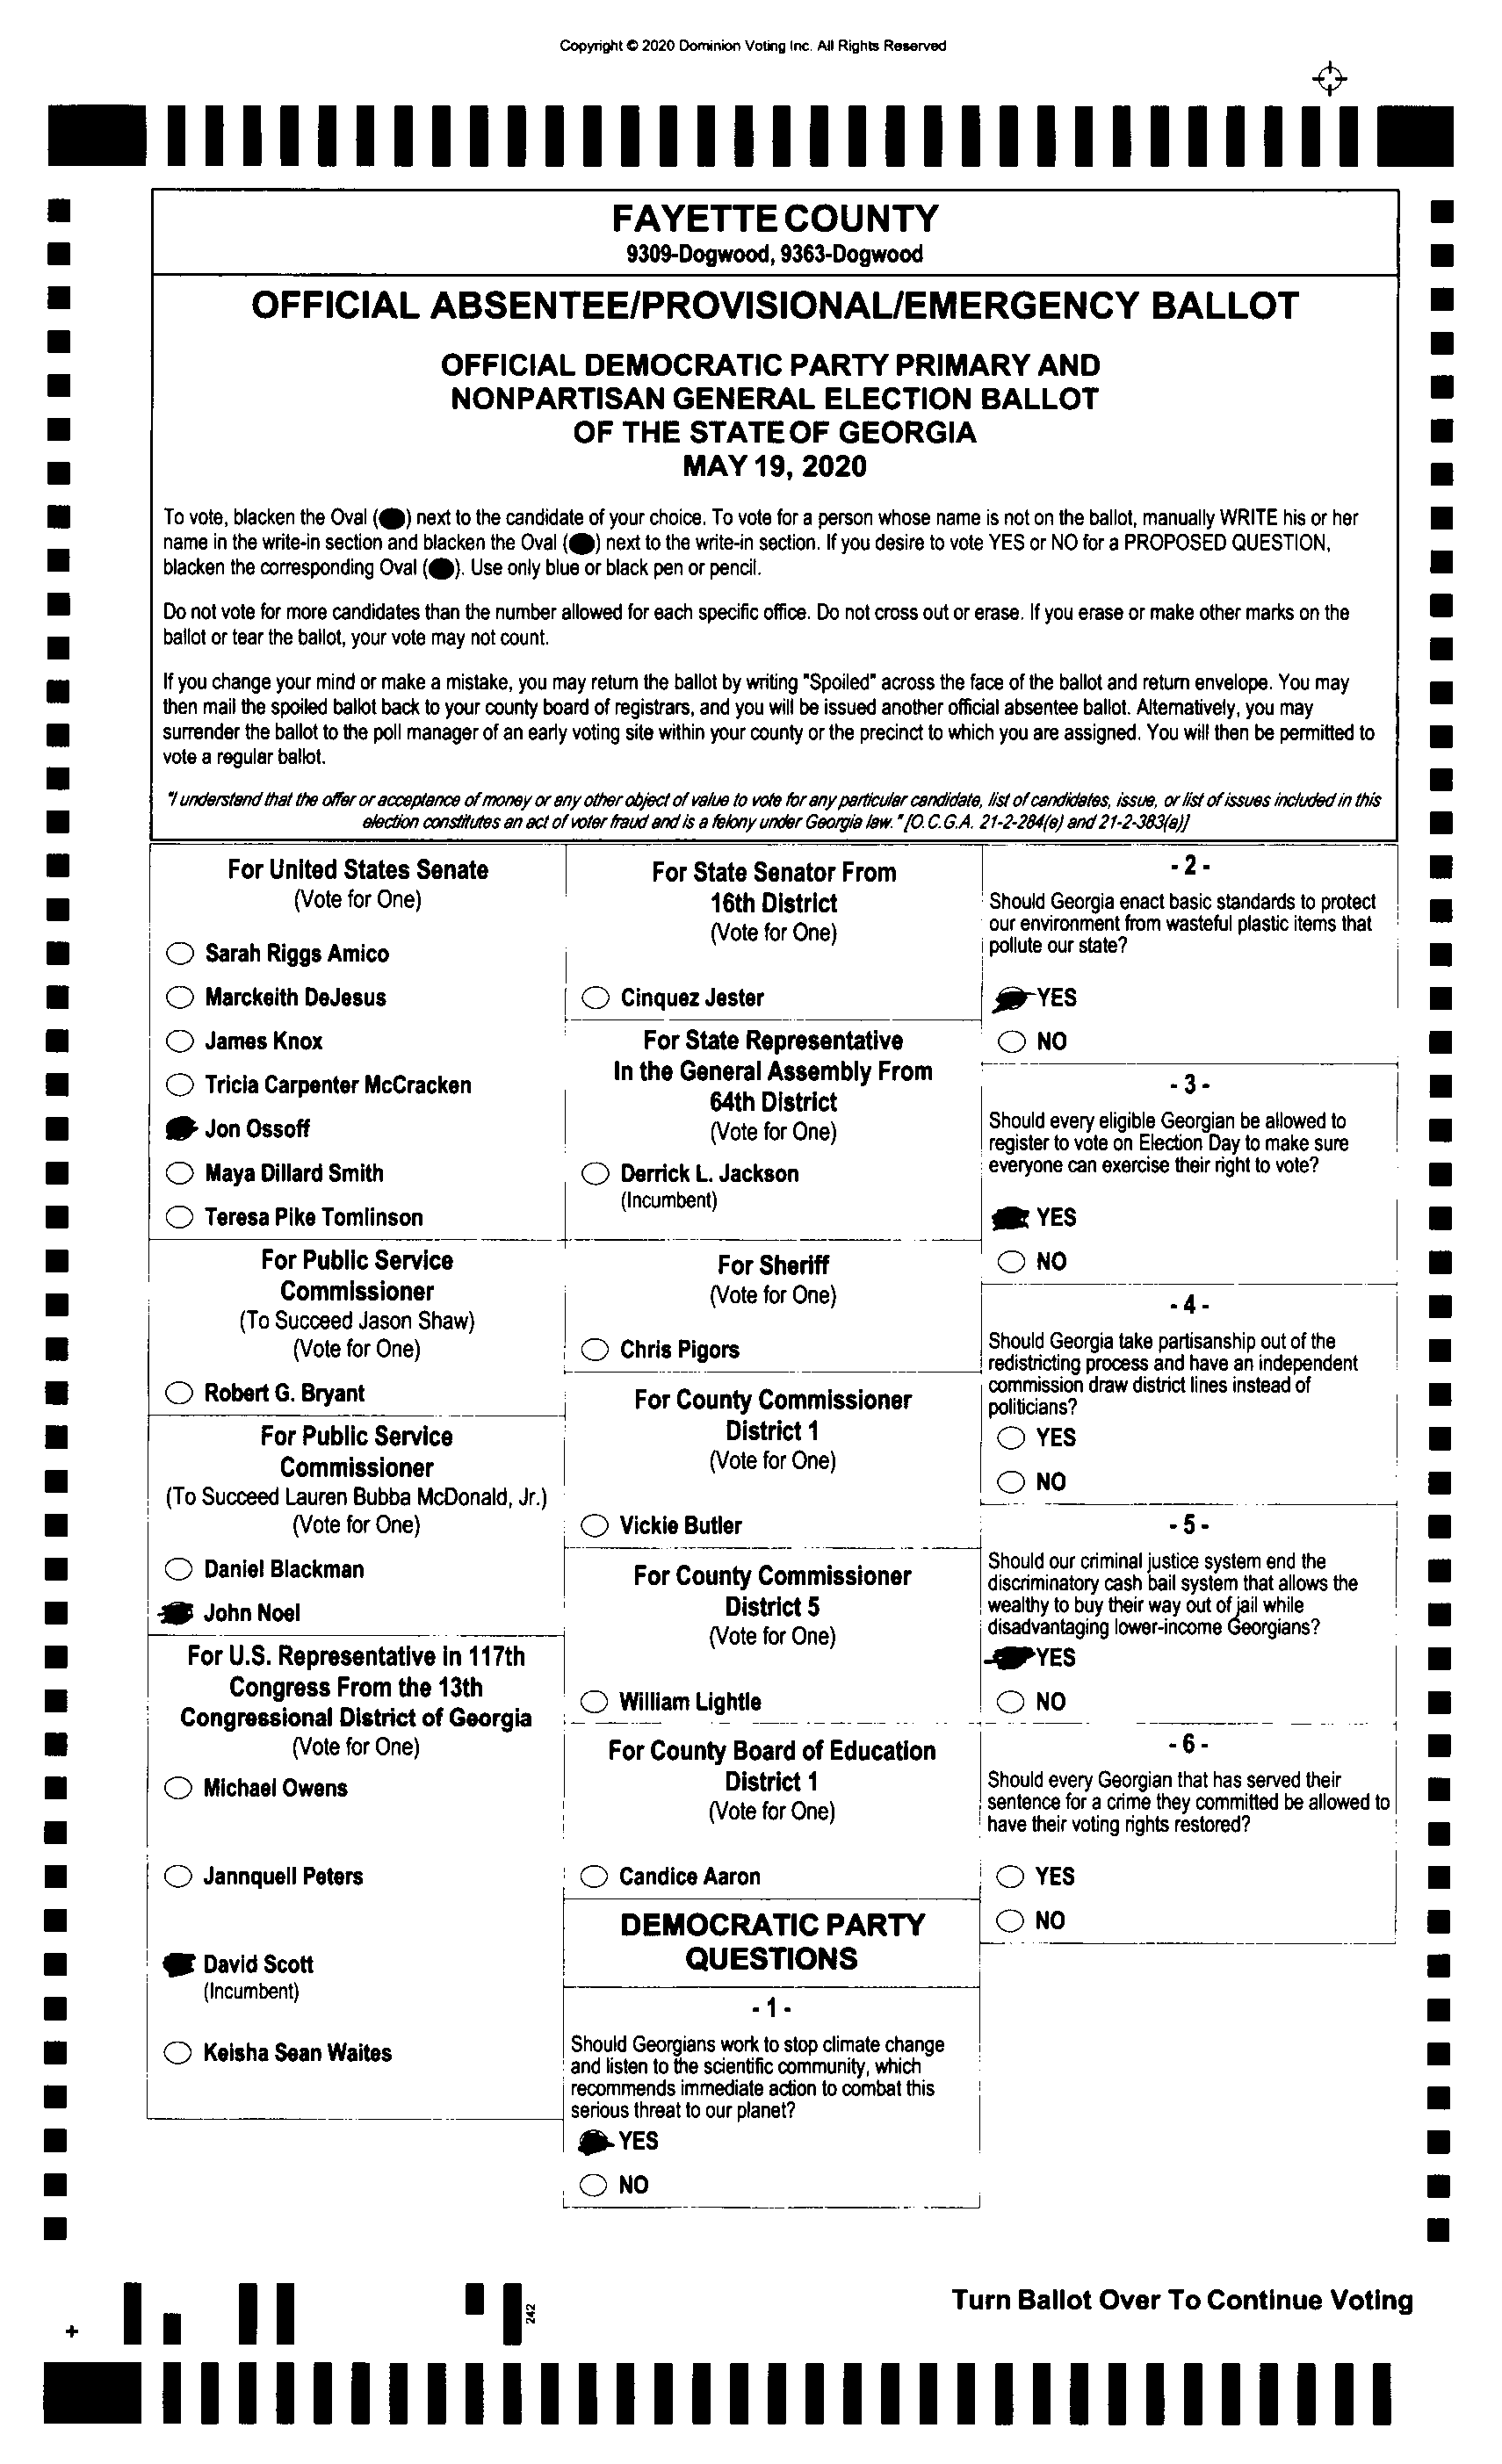 Copyright © 2020 Dominion Voting Inc. All Rights Reserved
FAYETTE COUNTY
9309-Dogwood, 9363-Dogwood
OFFICIAL ABSENTEE/PROVISIONAL/EMERGENCY BALLOT
OFFICIAL DEMOCRATIC PARTY PRIMARY AND
NONPARTISAN GENERAL ELECTION BALLOT
OF THE STATE OF GEORGIA
MAY 19, 2020
To vote, blacken the Oval () next to the candidate of your choice. To vote for a person whose name is not on the ballot, manually WRITE his or her
name in the write-in section and blacken the Oval () next to the write-in section. If you desire to vote YES or NO for a PROPOSED QUESTION,
blacken the corresponding Oval (). Use only blue or black pen or pencil.
Do not vote for more candidates than the number allowed for each specific office. Do not cross out or erase. If you erase or make other marks on the
ballot or tear the ballot, your vote may not count.
If you change your mind or make a mistake, you may return the ballot by writing "Spoiled" across the face of the ballot and return envelope. You may
then mail the spoiled ballot back to your county board of registrars, and you will be issued another official absentee ballot. Alternatively, you may
surrender the ballot to the poll manager of an early voting site within your county or the precinct to which you are assigned. You will then be permitted to
vote a regular ballot.
"I understand that the offer or acceptance of money or any other object of value to vote for any particular candidate, list of candidates, issue, or list of issues included in this
election constitutes an act of voter fraud and is a felony under Georgia law." [O.C.G.A. 21-2-284(e) and 21-2-383(a)]
For United States Senate
(Vote for One)
Sarah Riggs Amico
Marckeith DeJesus
James Knox
Tricia Carpenter McCracken
Jon Ossoff
Maya Dillard Smith
Teresa Pike Tomlinson
For Public Service
Commissioner
(To Succeed Jason Shaw)
(Vote for One)
Robert G. Bryant
For Public Service
Commissioner
(To Succeed Lauren Bubba McDonald, Jr.)
(Vote for One)
Daniel Blackman
John Noel
For U.S. Representative in 117th
Congress From the 13th
Congressional District of Georgia
(Vote for One)
Michael Owens
Jannquell Peters
David Scott
(Incumbent)
Keisha Sean Waites
For State Senator From
16th District
(Vote for One)
Cinquez Jester
For State Representative
In the General Assembly From
64th District
(Vote for One)
Derrick L. Jackson
(Incumbent)
For Sheriff
(Vote for One)
Chris Pigors
For County Commissioner
District 1
(Vote for One)
Vickie Butler
For County Commissioner
District 5
(Vote for One)
William Lightle
For County Board of Education
District 1
(Vote for One)
Candice Aaron
DEMOCRATIC PARTY
QUESTIONS
- 1 -
Should Georgians work to stop climate change
and listen to the scientific community, which
recommends immediate action to combat this
serious threat to our planet?
YES
NO
- 2 -
Should Georgia enact basic standards to protect
our environment from wasteful plastic items that
pollute our state?
YES
NO
- 3 -
Should every eligible Georgian be allowed to
register to vote on Election Day to make sure
everyone can exercise their right to vote?
YES
NO
- 4 -
Should Georgia take partisanship out of the
redistricting process and have an independent
commission draw district lines instead of
politicians?
YES
NO
- 5 -
Should our criminal justice system end the
discriminatory cash bail system that allows the
wealthy to buy their way out of jail while
disadvantaging lower-income Georgians?
YES
NO
- 6 -
Should every Georgian that has served their
sentence for a crime they committed be allowed to
have their voting rights restored?
YES
NO
Turn Ballot Over To Continue Voting
242
+